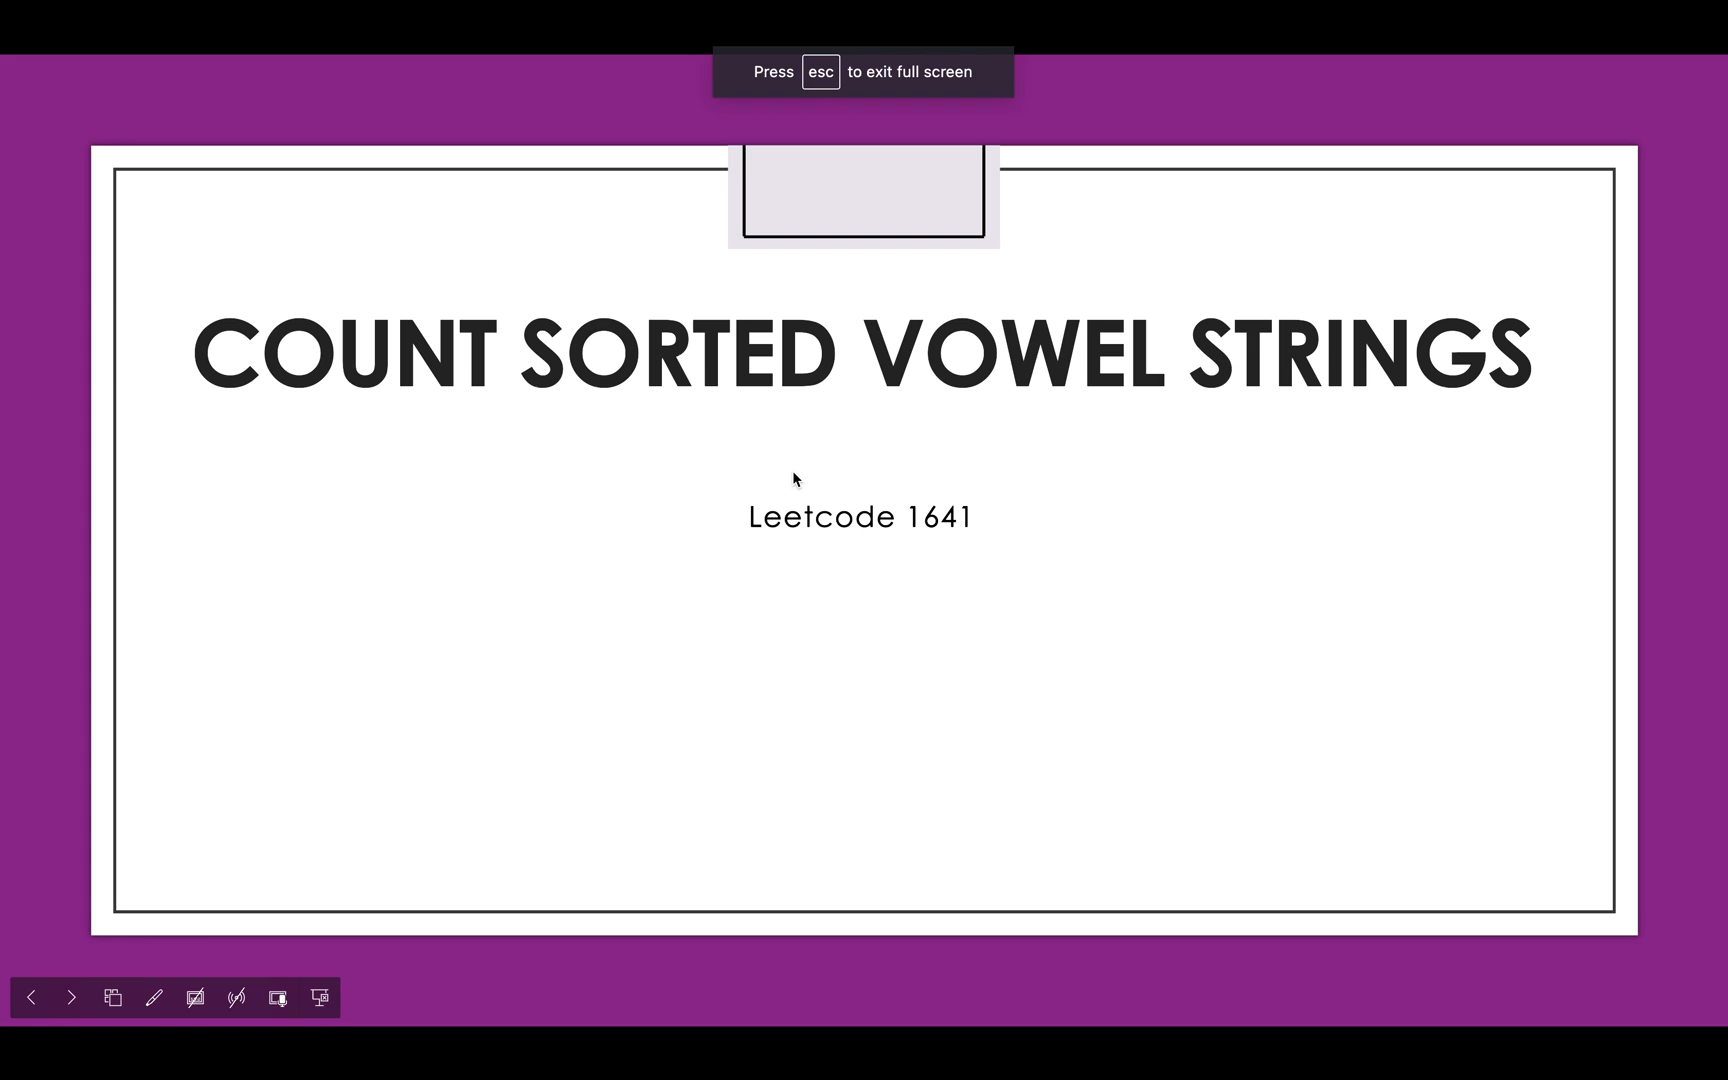 Press esc to exit full screen
COUNT SORTED VOWEL STRINGS
Leetcode 1641